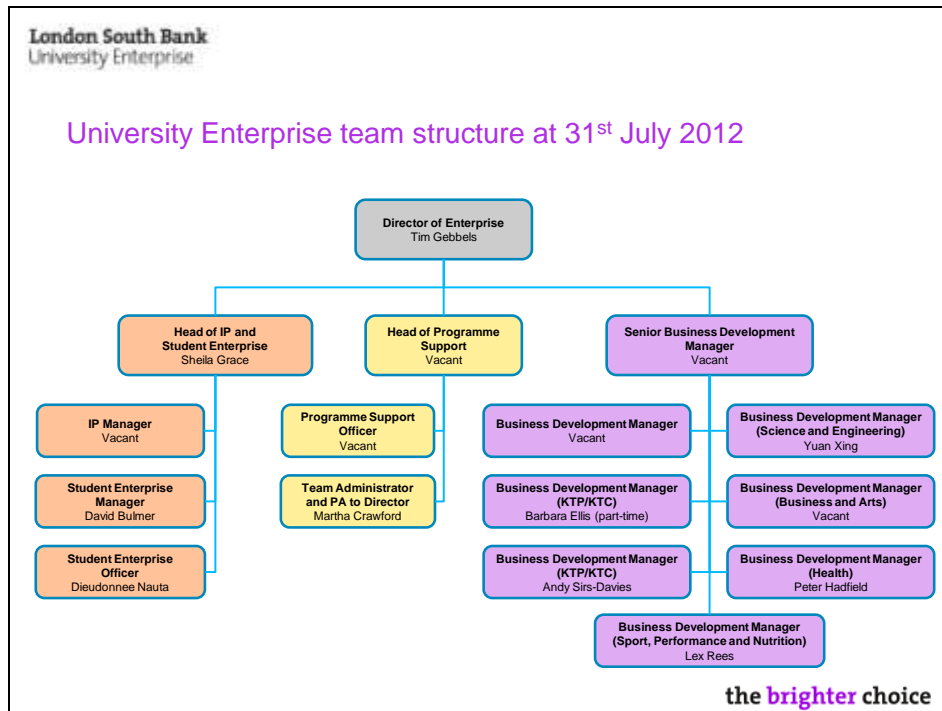 London South Bank
University Enterprise
University Enterprise team structure at 31st July 2012
Director of Enterprise
Tim Gebbels
Head of IP and
Student Enterprise
Sheila Grace
Head of Programme
Support
Vacant
Senior Business Development
Manager
Vacant
IP Manager
Vacant
Programme Support
Officer
Vacant
Business Development Manager
Vacant
Business Development Manager
(Science and Engineering)
Yuan Xing
Student Enterprise
Manager
David Bulmer
Team Administrator
and PA to Director
Martha Crawford
Business Development Manager
(KTP/KTC)
Barbara Ellis (part-time)
Business Development Manager
(Business and Arts)
Vacant
Student Enterprise
Officer
Dieudonnee Nauta
Business Development Manager
(KTP/KTC)
Andy Sirs-Davies
Business Development Manager
(Health)
Peter Hadfield
Business Development Manager
(Sport, Performance and Nutrition)
Lex Rees
the brighter choice